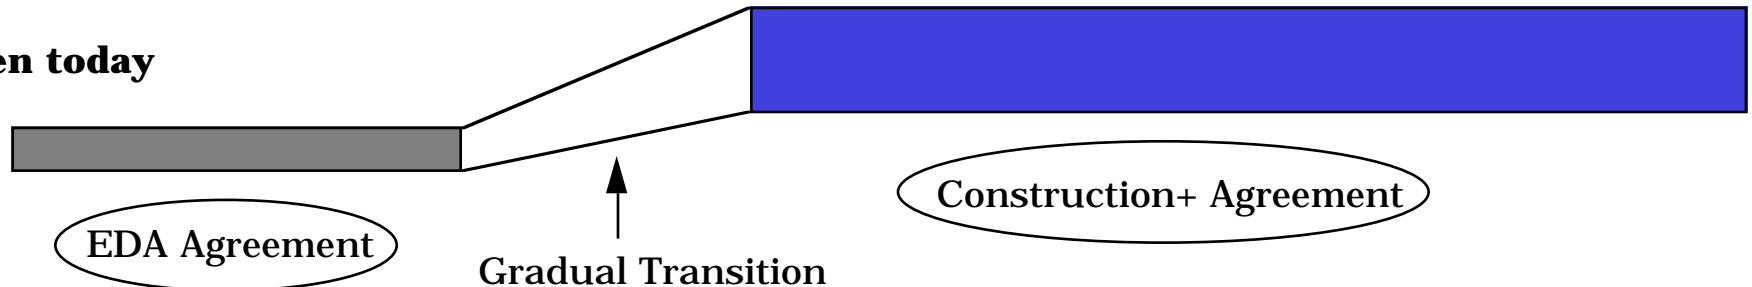 en today
Construction+ Agreement
EDA Agreement
Gradual Transition